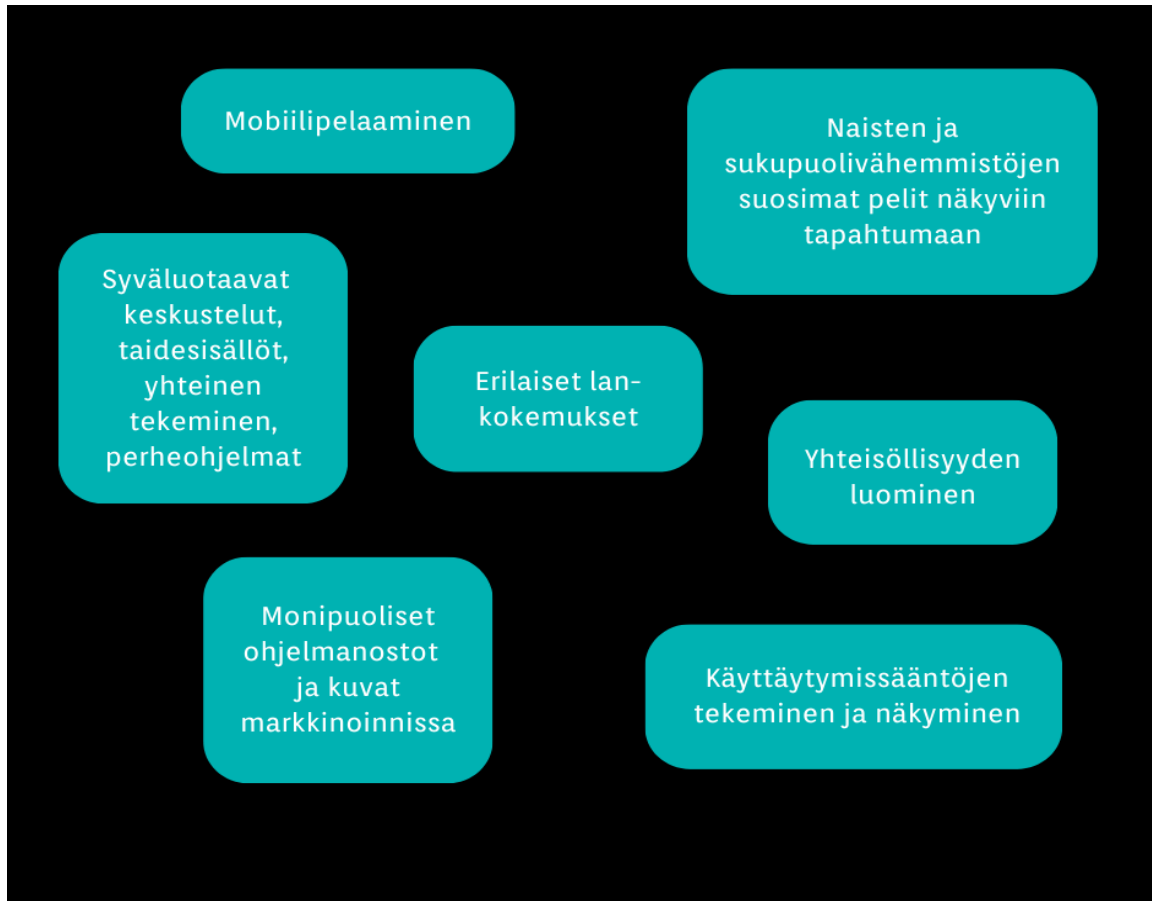 Mobiilipelaaminen
Naisten ja
sukupuolivähemmistöjen
suosimat pelit näkyviin
tapahtumaan
Syväluotaavat
keskustelut,
taidesisällöt,
yhteinen
tekeminen,
perheohjelmat
Erilaiset lan-
kokemukset
Yhteisöllisyyden
luominen
Monipuoliset
ohjelmanostot
ja kuvat
markkinoinnissa
Käyttäytymissääntöjen
tekeminen ja näkyminen